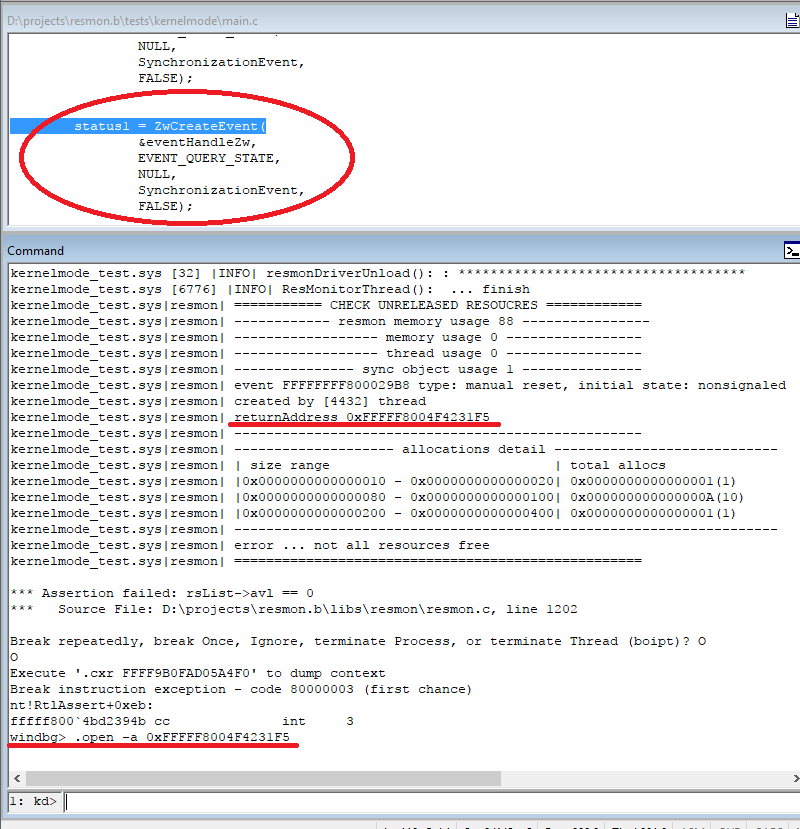 D:\projects\resmon.b\tests\kernelmode\main.c
NULL,
SynchronizationEvent,
FALSE);
status1 = ZwCreateEvent(
&eventHandleZw,
EVENT_QUERY_STATE,
NULL,
SynchronizationEvent,
FALSE);
Command
kernelmode_test.sys [32] |INFO| resmonDriverUnload(): : ************************************
kernelmode_test.sys [6776] |INFO| ResMonitorThread():  ... finish
kernelmode_test.sys|resmon| =========== CHECK UNRELEASED RESOUCRES ============
kernelmode_test.sys|resmon| ------------ resmon memory usage 88 ----------------
kernelmode_test.sys|resmon| ------------------ memory usage 0 -----------------
kernelmode_test.sys|resmon| ------------------ thread usage 0 -----------------
kernelmode_test.sys|resmon| --------------- sync object usage 1 ---------------
kernelmode_test.sys|resmon| event FFFFFFFF800029B8 type: manual reset, initial state: nonsignaled
kernelmode_test.sys|resmon| created by [4432] thread
kernelmode_test.sys|resmon| returnAddress 0xFFFFF8004F4231F5
kernelmode_test.sys|resmon| ---------------------------------------------------
kernelmode_test.sys|resmon| -------------------- allocations detail ----------------------------
kernelmode_test.sys|resmon| | size range                            | total allocs
kernelmode_test.sys|resmon| |0x0000000000000010 - 0x0000000000000020| 0x0000000000000001(1)
kernelmode_test.sys|resmon| |0x0000000000000080 - 0x0000000000000100| 0x000000000000000A(10)
kernelmode_test.sys|resmon| |0x0000000000000200 - 0x0000000000000400| 0x0000000000000001(1)
kernelmode_test.sys|resmon| --------------------------------------------------------------------
kernelmode_test.sys|resmon| error ... not all resources free
kernelmode_test.sys|resmon| ===================================================
*** Assertion failed: rsList->avl == 0
***   Source File: D:\projects\resmon.b\libs\resmon\resmon.c, line 1202
Break repeatedly, break Once, Ignore, terminate Process, or terminate Thread (boipt)? O
O
Execute '.cxr FFFF9B0FAD05A4F0' to dump context
Break instruction exception - code 80000003 (first chance)
nt!RtlAssert+0xeb:
fffff800`4bd2394b cc              int     3
windbg> .open -a 0xFFFFF8004F4231F5
1: kd>